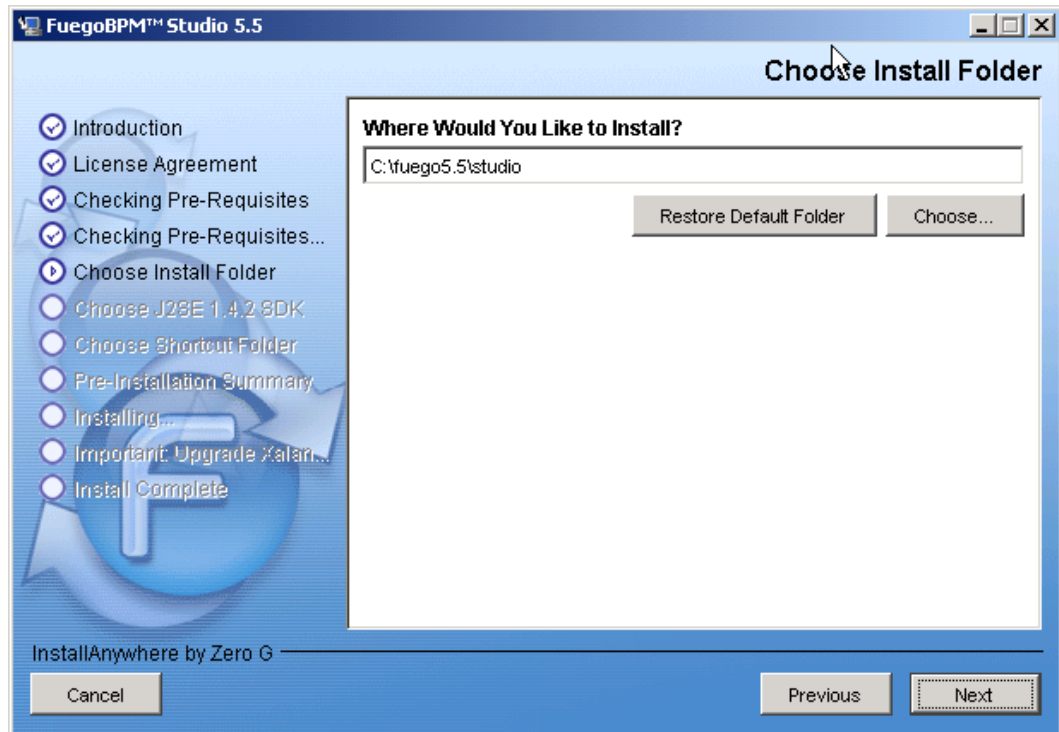 FuegoBPM™ Studio 5.5
Choose Install Folder
Introduction
License Agreement
Checking Pre-Requisites
Checking Pre-Requisites...
Choose Install Folder
Choose J2SE 1.4.2 SDK
Choose Shortcut Folder
Pre-Installation Summary
Installing...
Important: Upgrade Xalan...
Install Complete
Where Would You Like to Install?
C:\fuego5.5\studio
Restore Default Folder
Choose...
InstallAnywhere by Zero G
Cancel
Previous
Next